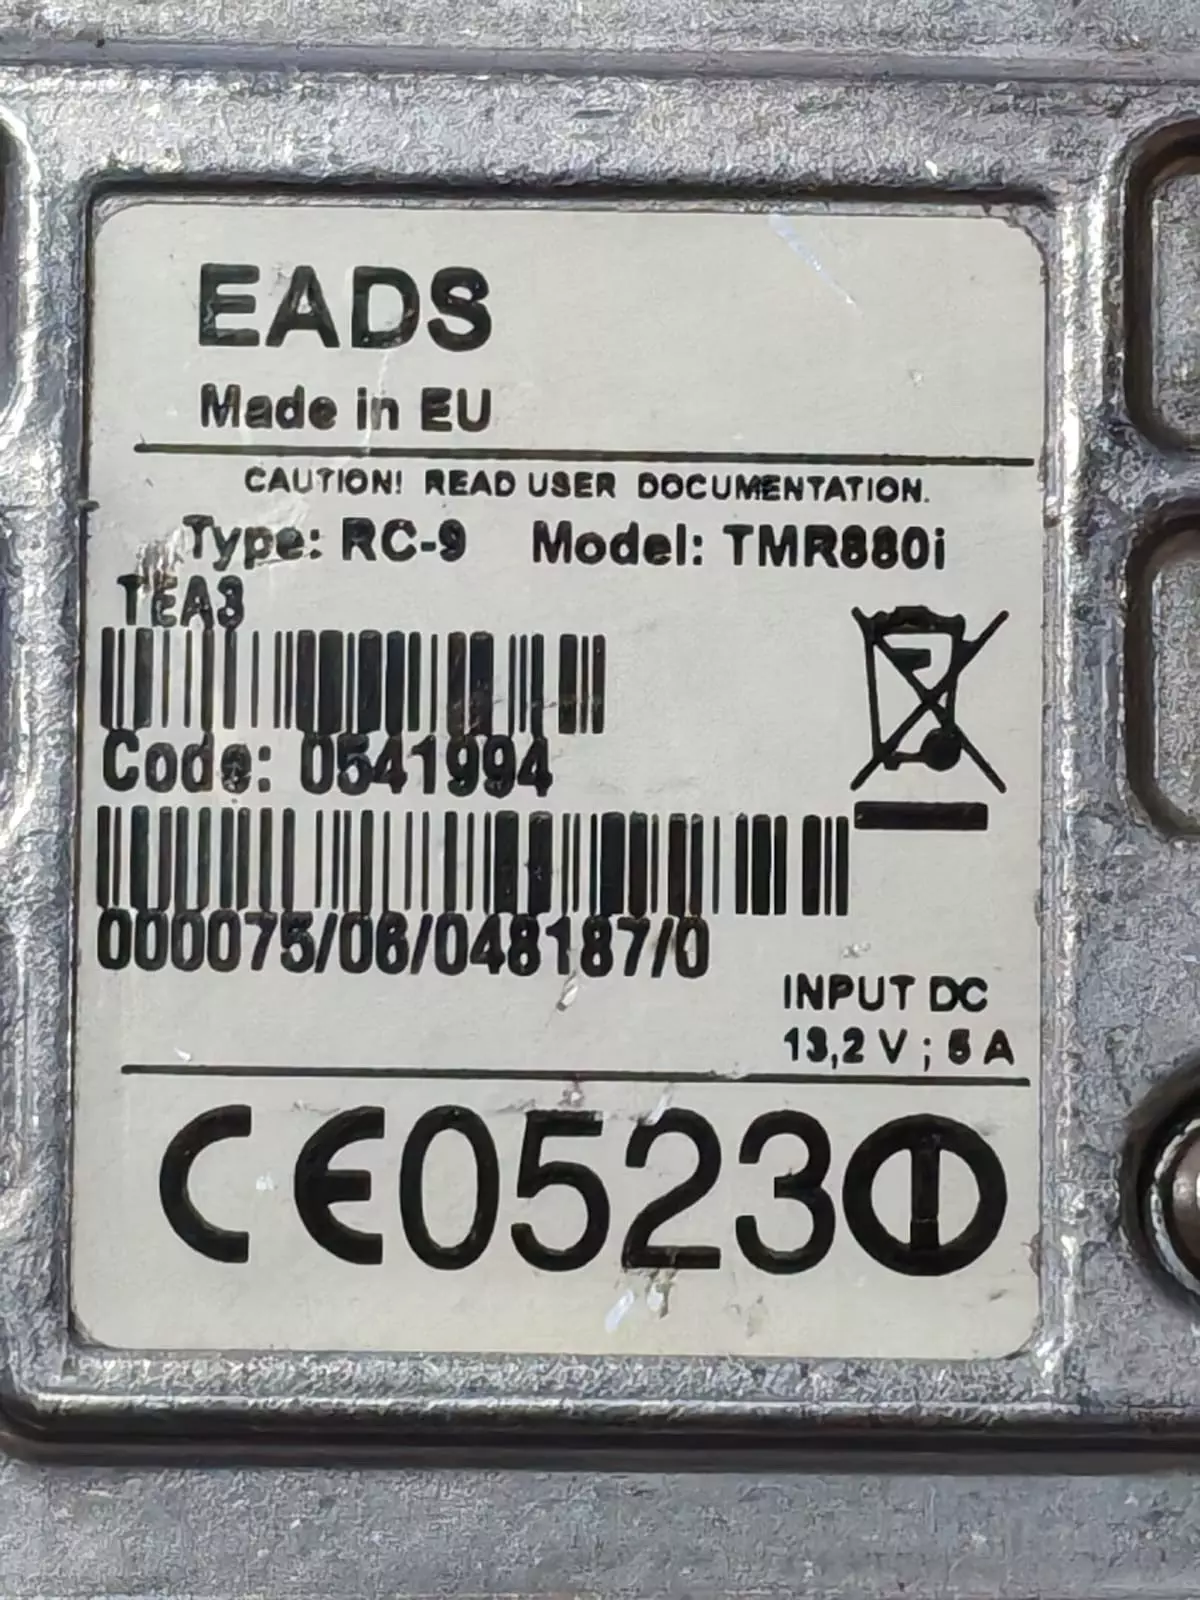 EADS
Made in EU
CAUTION! READ USER DOCUMENTATION.
Type: RC-9 Model: TMR880i
TEA3
Code: 0541994
000075/06/048187/0
INPUT DC
13,2 V ; 5 A
CE0523